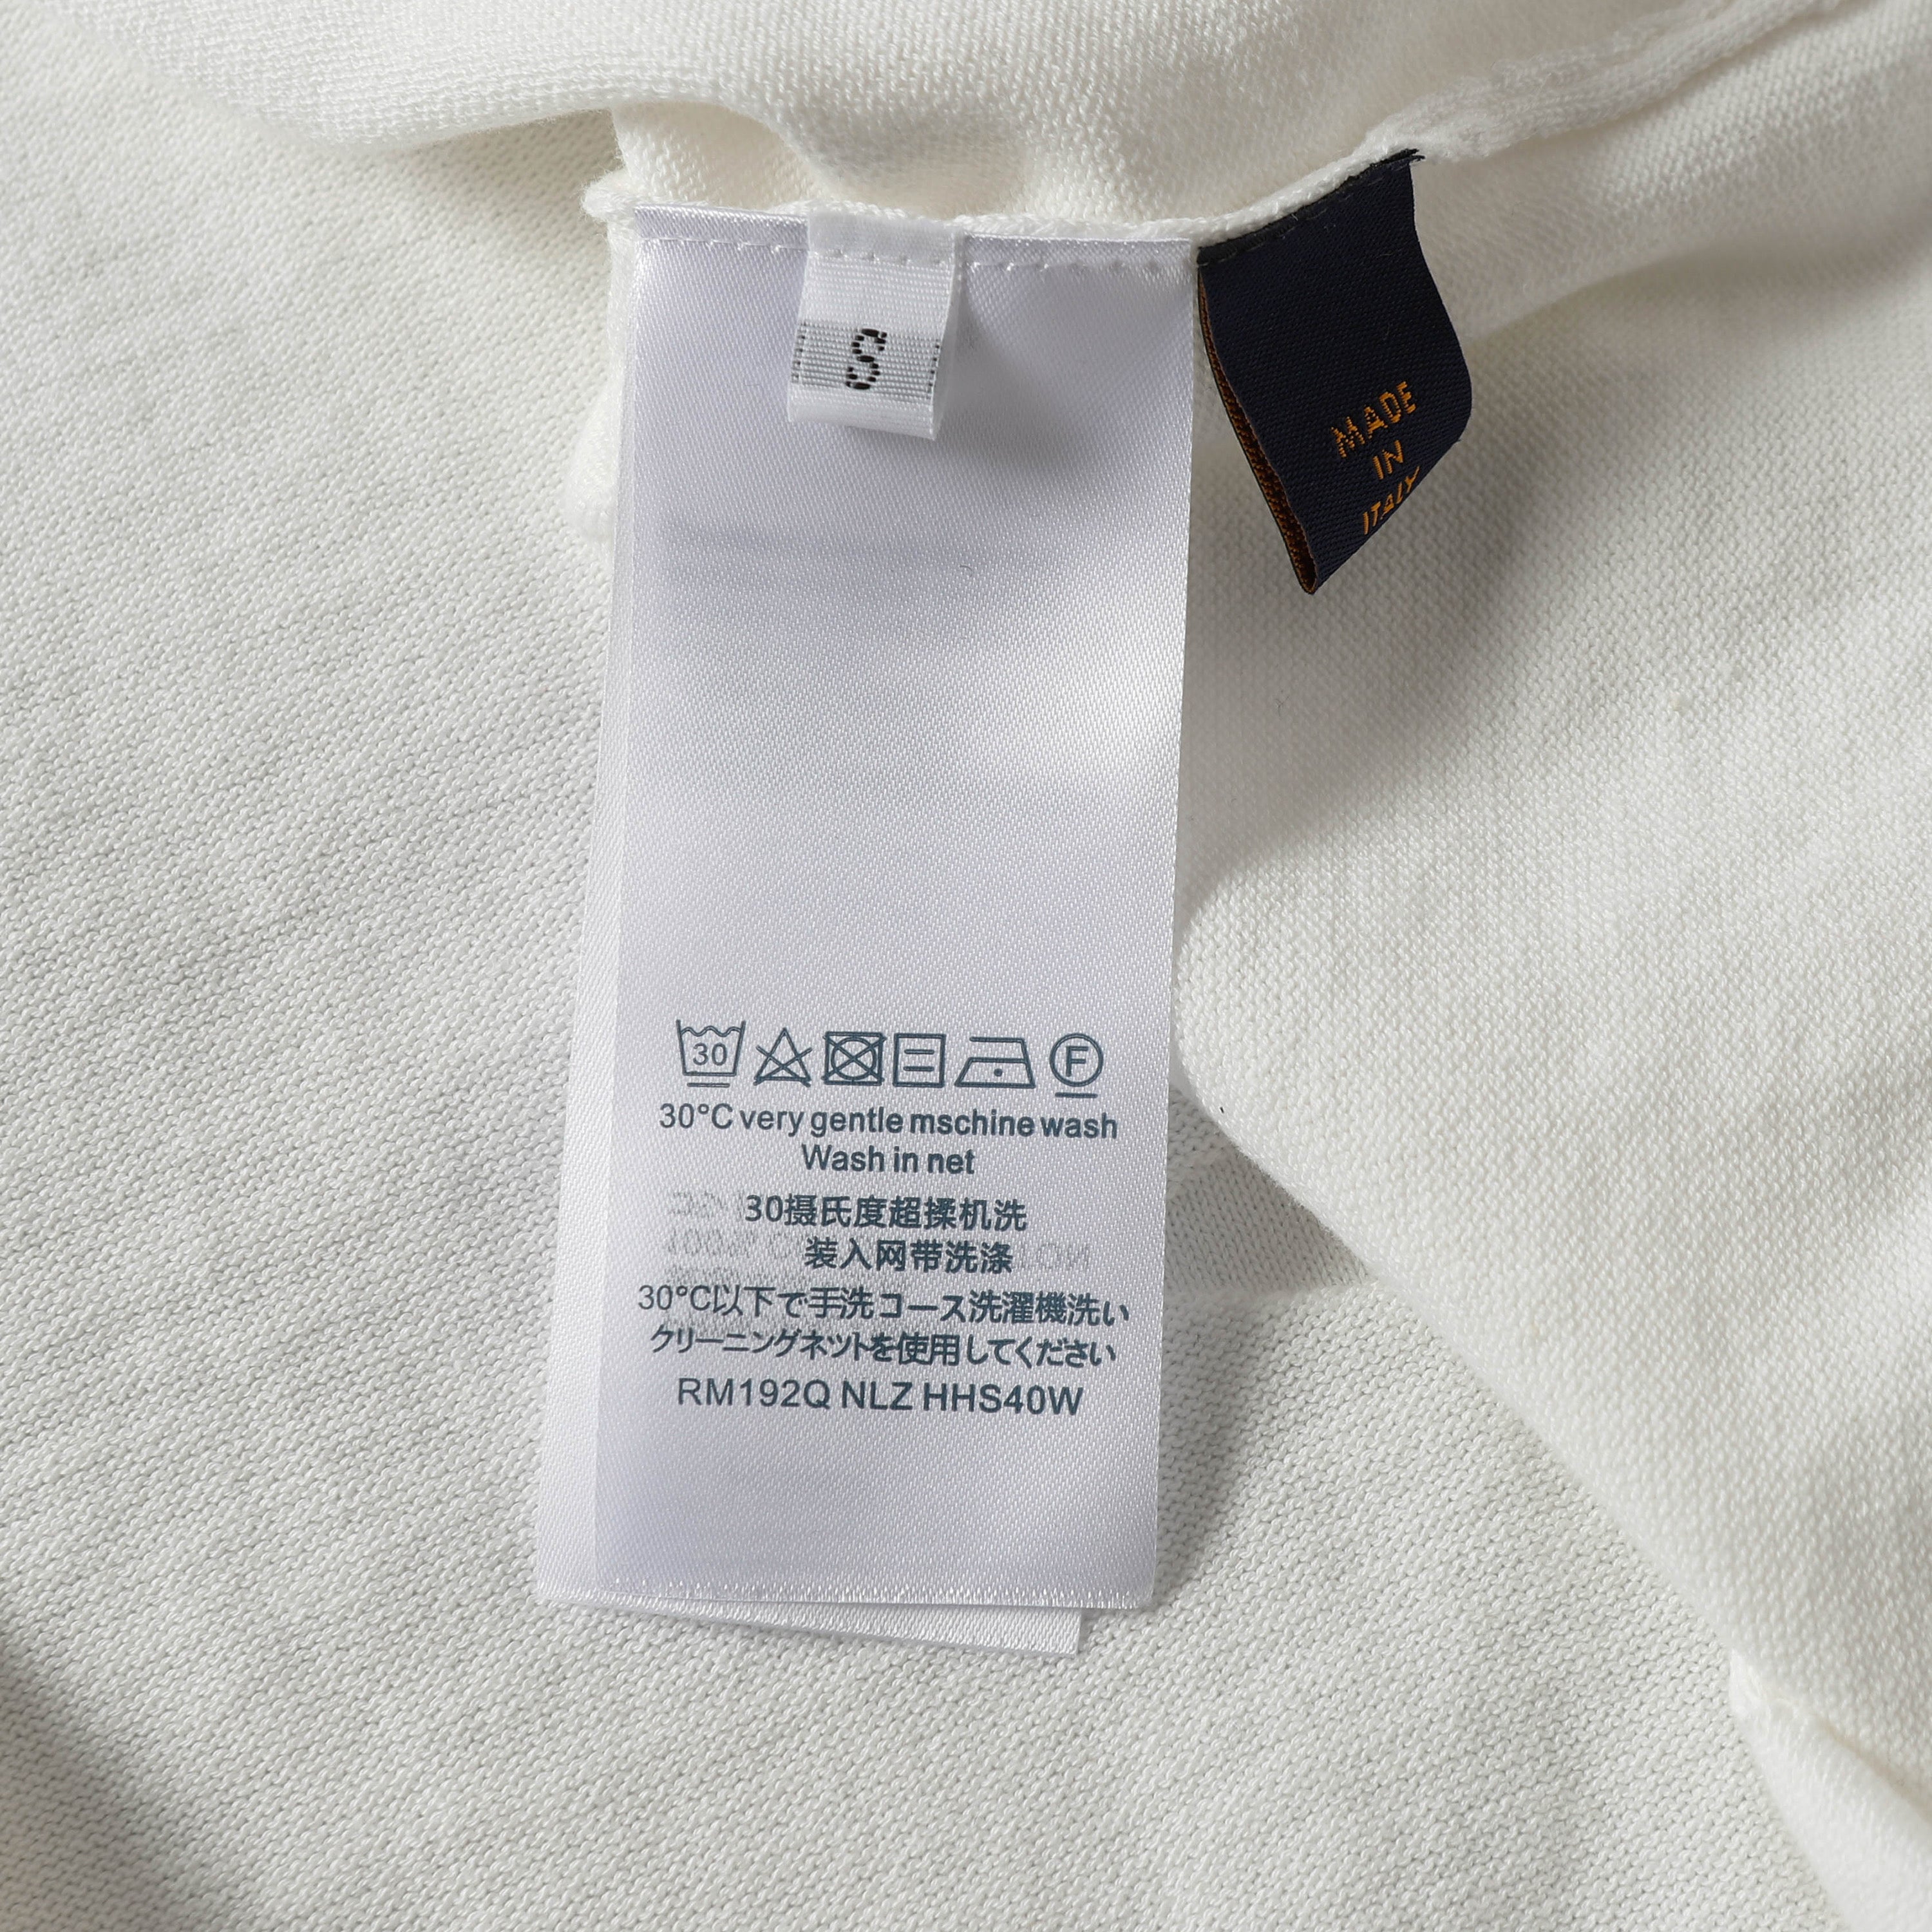 S
MADE
IN
ITALY
30
F
30°C very gentle mschine wash
Wash in net
30摄氏度超揉机洗
装入网带洗涤
30°C以下で手洗コース洗濯機洗い
クリーニングネットを使用してください
RM192Q NLZ HHS40W